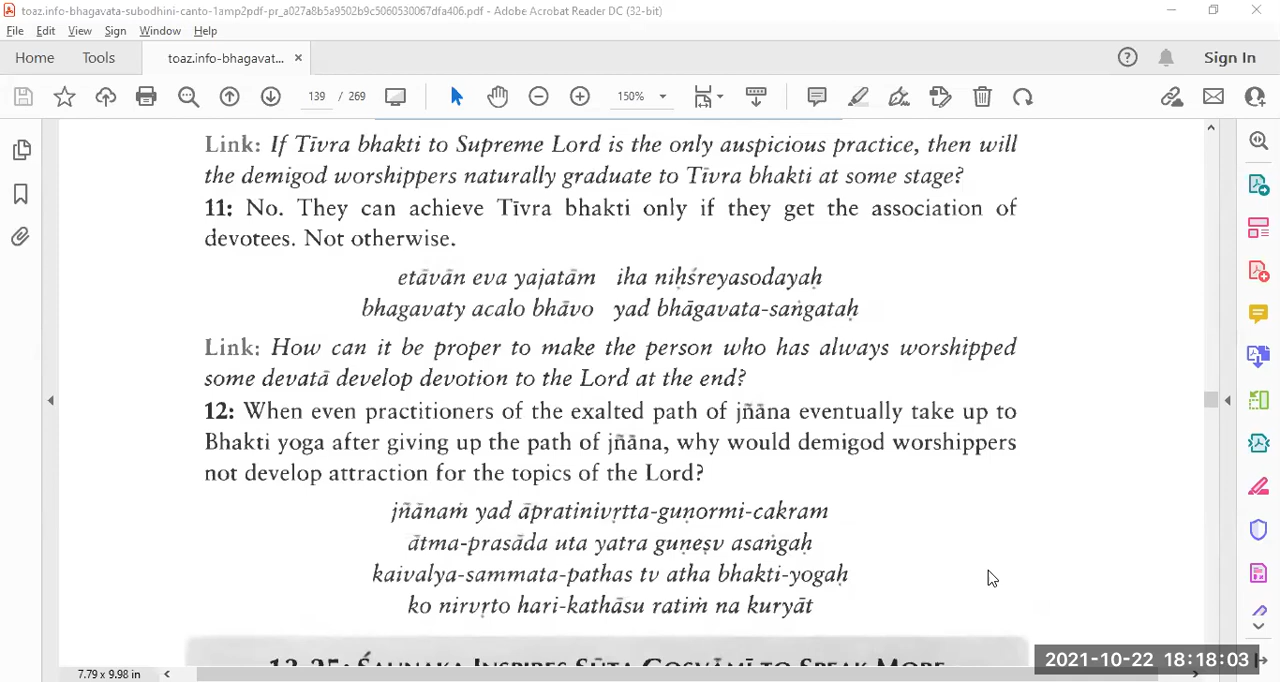 toaz.info-bhagavata-subodhini-canto-1amp2pdf-pr_a027a8b5a9502b9c5060530067dfa406.pdf - Adobe Acrobat Reader DC (32-bit)
File Edit View Sign Window Help
Home Tools toaz.info-bhagavat... × Sign In
139 / 269 150%
Link: If Tīvra bhakti to Supreme Lord is the only auspicious practice, then will
the demigod worshippers naturally graduate to Tīvra bhakti at some stage?
11: No. They can achieve Tīvra bhakti only if they get the association of
devotees. Not otherwise.
etāvān eva yajatām iha niḥśreyasodayaḥ
bhagavaty acalo bhāvo yad bhāgavata-saṅgataḥ
Link: How can it be proper to make the person who has always worshipped
some devatā develop devotion to the Lord at the end?
12: When even practitioners of the exalted path of jñāna eventually take up to
Bhakti yoga after giving up the path of jñāna, why would demigod worshippers
not develop attraction for the topics of the Lord?
jñānaṁ yad āpratinivṛtta-guṇormi-cakram
ātma-prasāda uta yatra guṇeṣv asaṅgaḥ
kaivalya-sammata-pathas tv atha bhakti-yogaḥ
ko nirvṛto hari-kathāsu ratiṁ na kuryāt
13-25: Śaunaka Inspires Sūta Gosvāmī to Speak More
7.79 x 9.98 in
2021-10-22 18:18:03